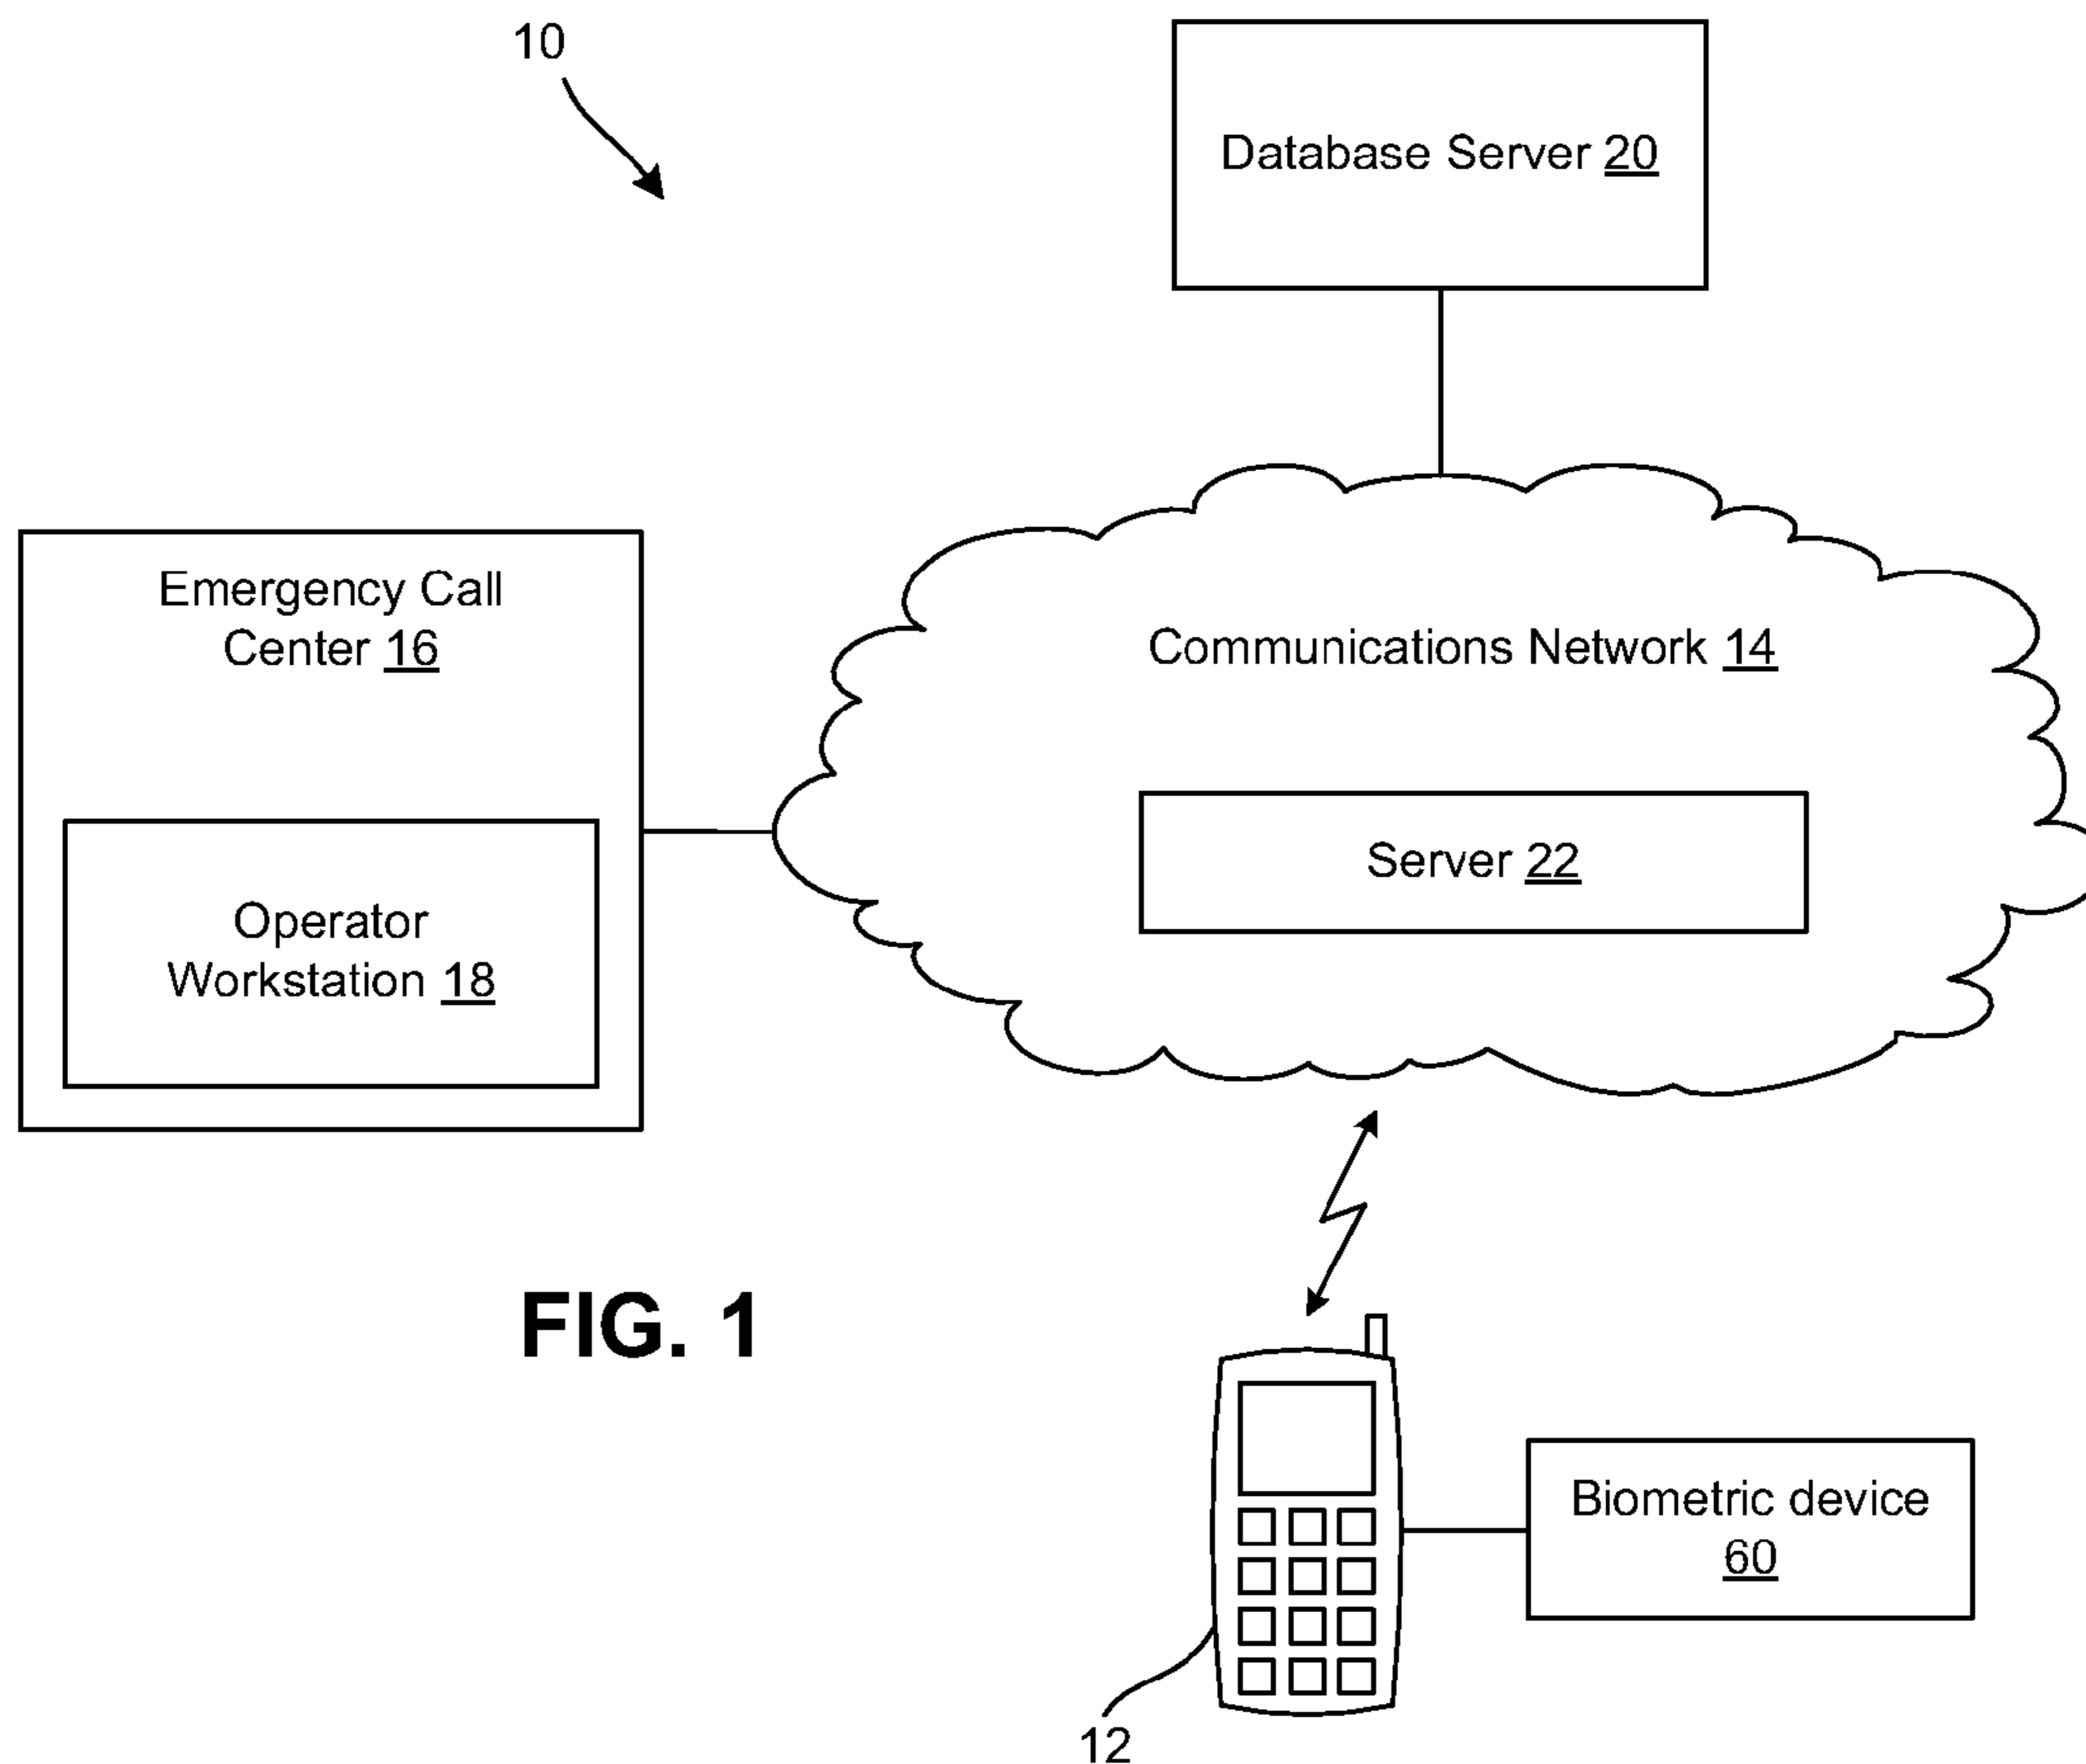 10
Database Server 20
Emergency Call
Center 16
Communications Network 14
Server 22
Operator
Workstation 18
FIG. 1
Biometric device
60
12